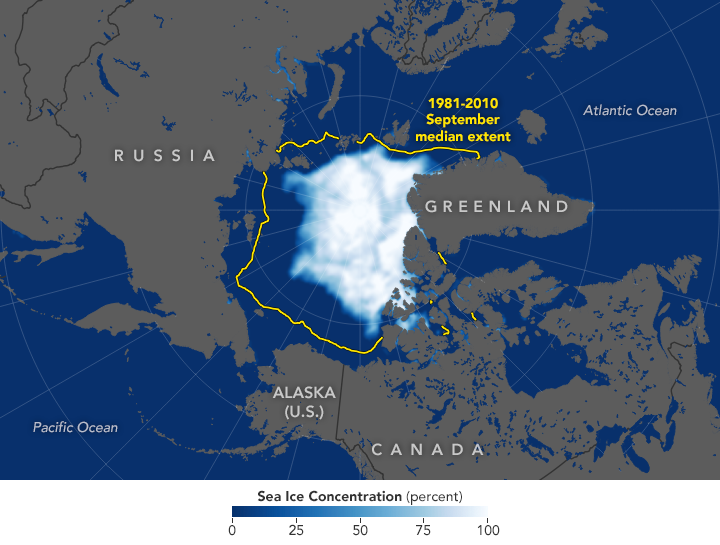 1981-2010
September
median extent
Atlantic Ocean
RUSSIA
GREENLAND
ALASKA
(U.S.)
Pacific Ocean
CANADA
Sea Ice Concentration (percent)
0 25 50 75 100